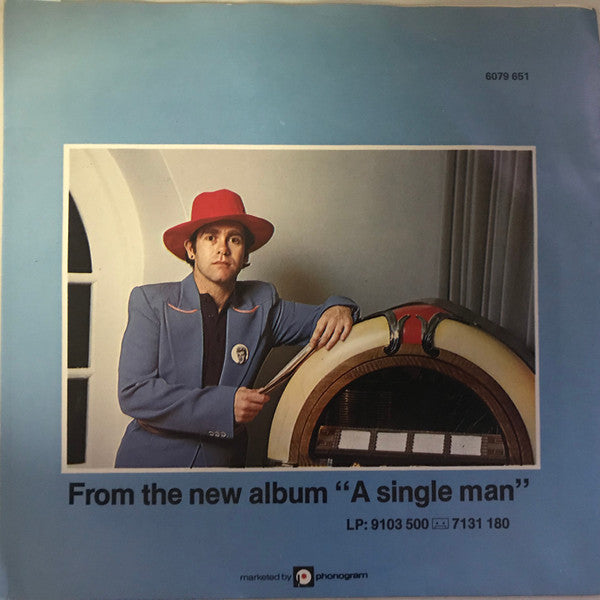 6079 651
From the new album “A single man”
LP: 9103 500 7131 180
marketed by phonogram